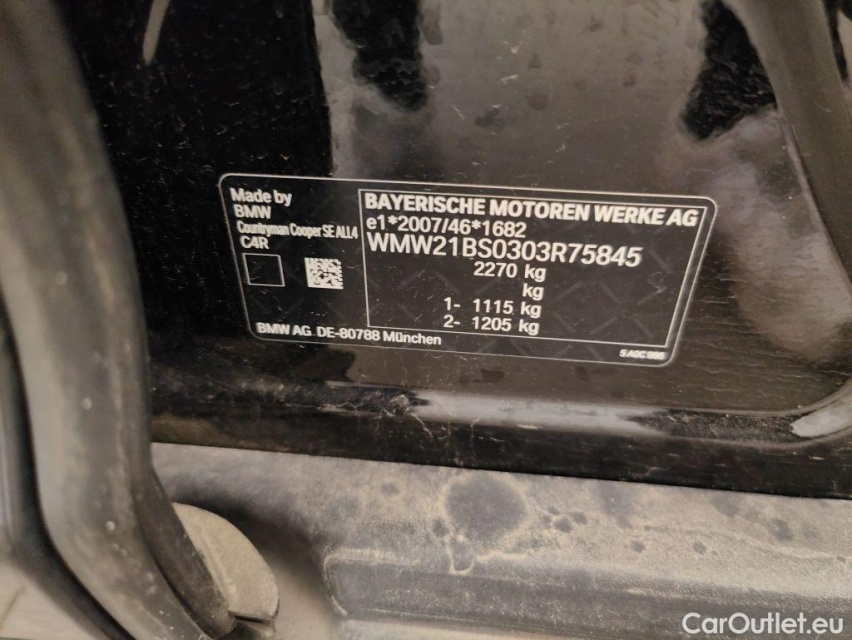 Made by
BMW
Countryman Cooper SE ALL4
C4R
BAYERISCHE MOTOREN WERKE AG
e1*2007/46*1682
WMW21BS0303R75845
2270 kg
kg
1- 1115 kg
2- 1205 kg
BMW AG DE-80788 München
CarOutlet.eu